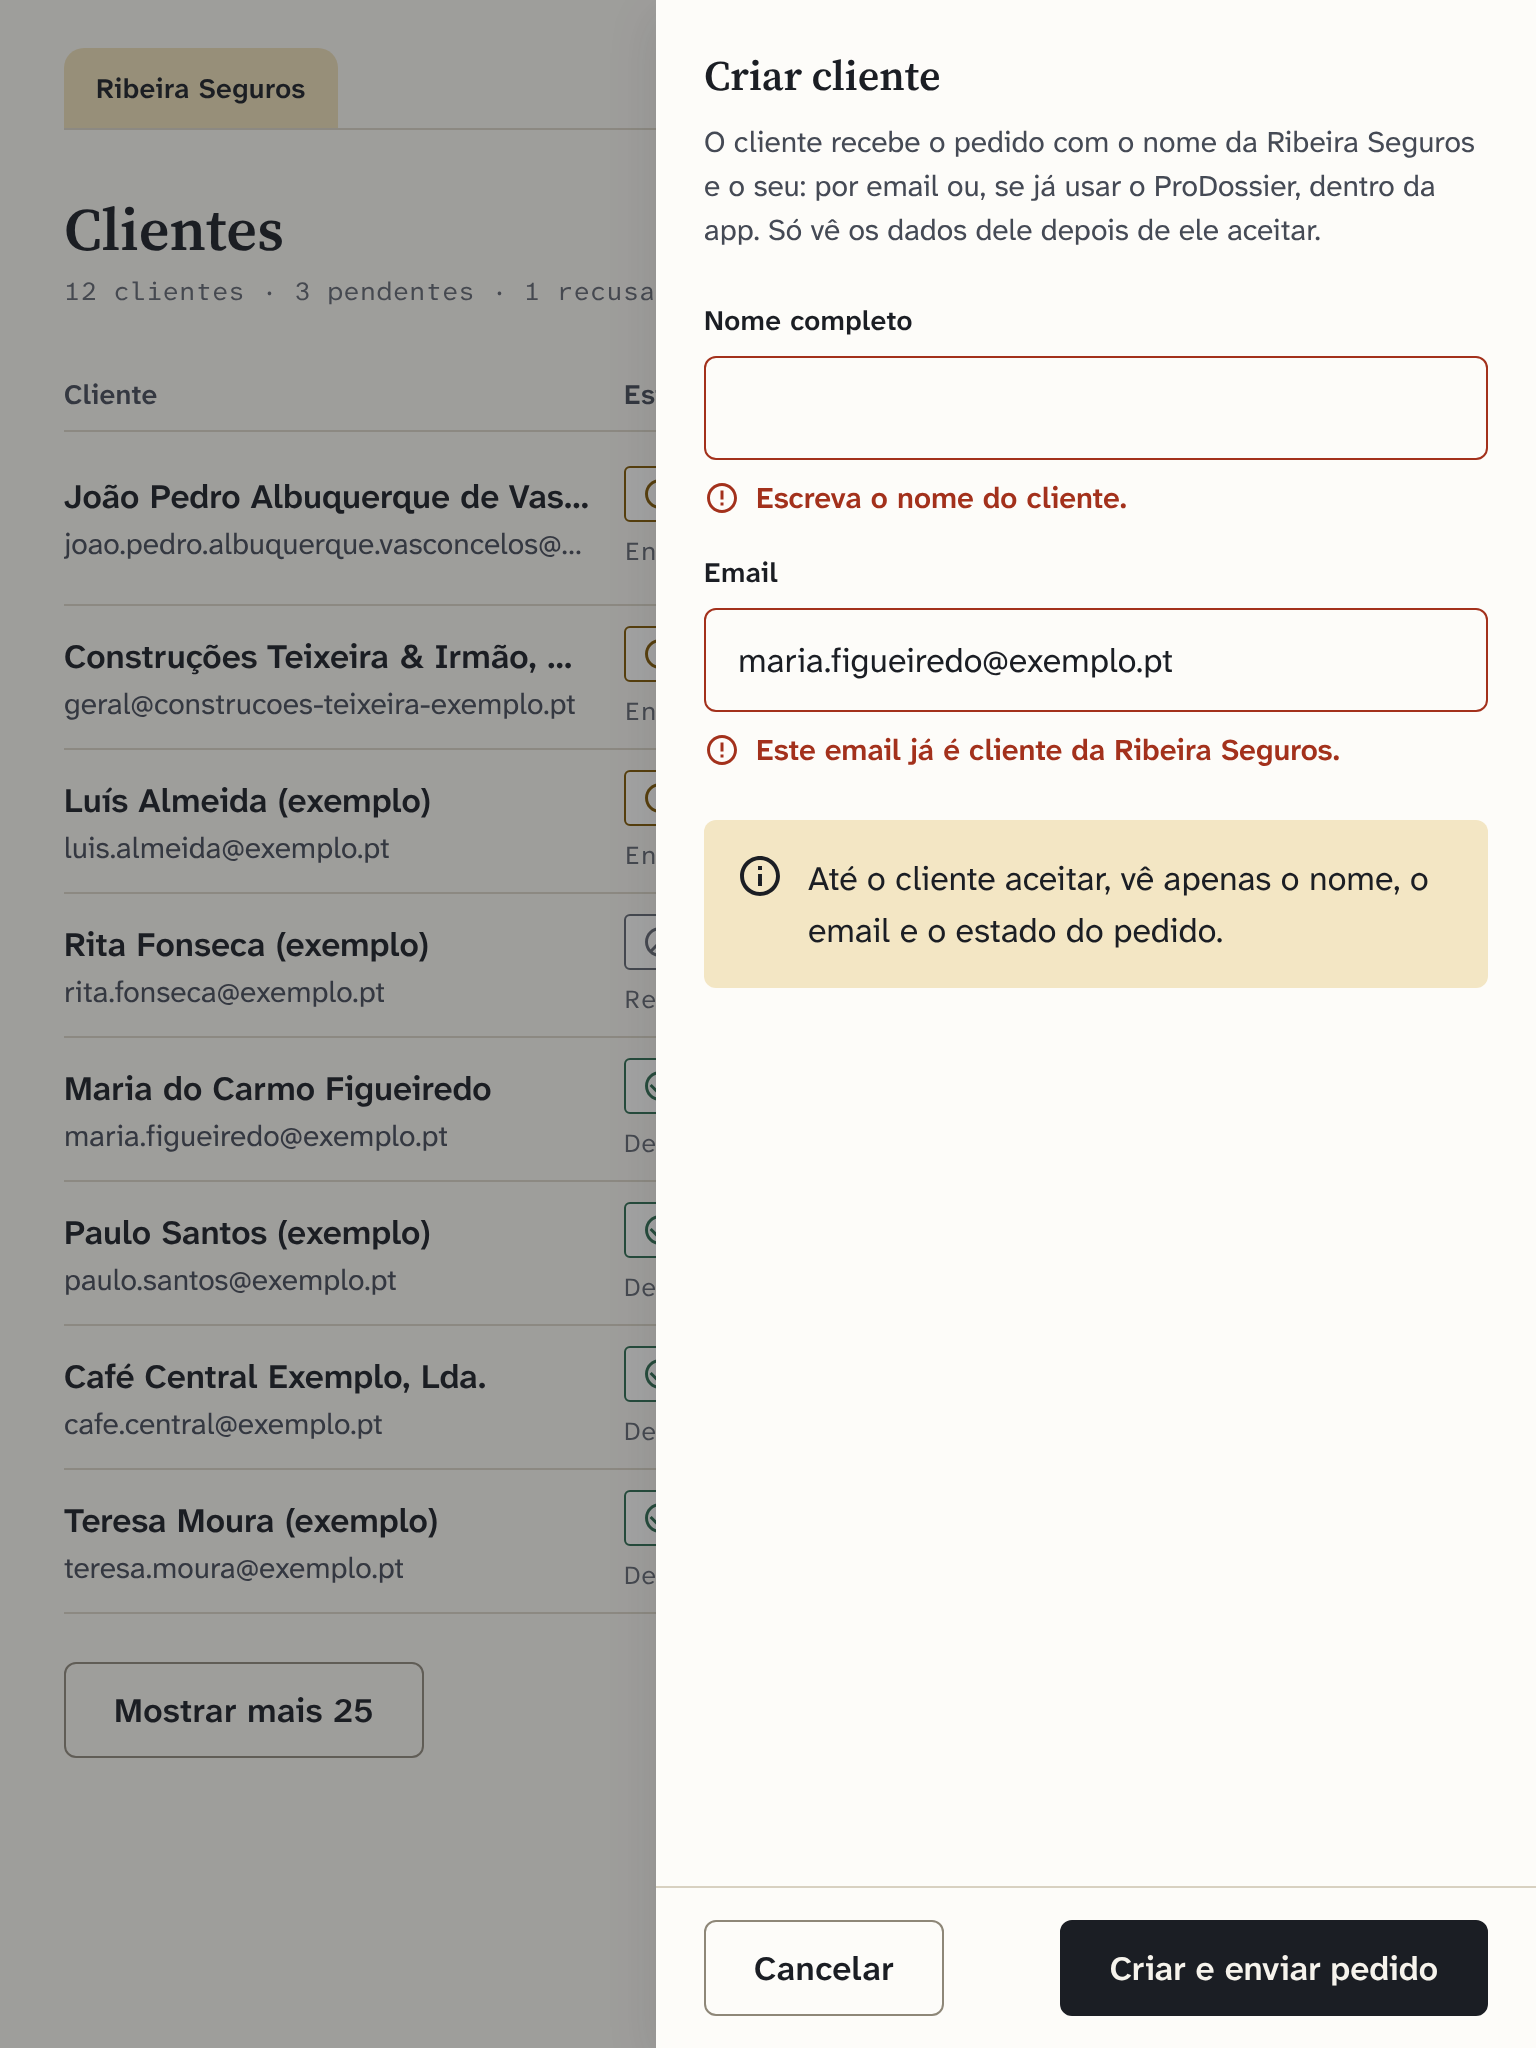 Ribeira Seguros
Clientes
12 clientes · 3 pendentes · 1 recusa
Cliente
Es
João Pedro Albuquerque de Vas...
joao.pedro.albuquerque.vasconcelos@...
En
Construções Teixeira & Irmão, ...
geral@construcoes-teixeira-exemplo.pt
En
Luís Almeida (exemplo)
luis.almeida@exemplo.pt
En
Rita Fonseca (exemplo)
rita.fonseca@exemplo.pt
Re
Maria do Carmo Figueiredo
maria.figueiredo@exemplo.pt
De
Paulo Santos (exemplo)
paulo.santos@exemplo.pt
De
Café Central Exemplo, Lda.
cafe.central@exemplo.pt
De
Teresa Moura (exemplo)
teresa.moura@exemplo.pt
De
Mostrar mais 25
Criar cliente
O cliente recebe o pedido com o nome da Ribeira Seguros
e o seu: por email ou, se já usar o ProDossier, dentro da
app. Só vê os dados dele depois de ele aceitar.
Nome completo
Escreva o nome do cliente.
Email
maria.figueiredo@exemplo.pt
Este email já é cliente da Ribeira Seguros.
Até o cliente aceitar, vê apenas o nome, o
email e o estado do pedido.
Cancelar
Criar e enviar pedido